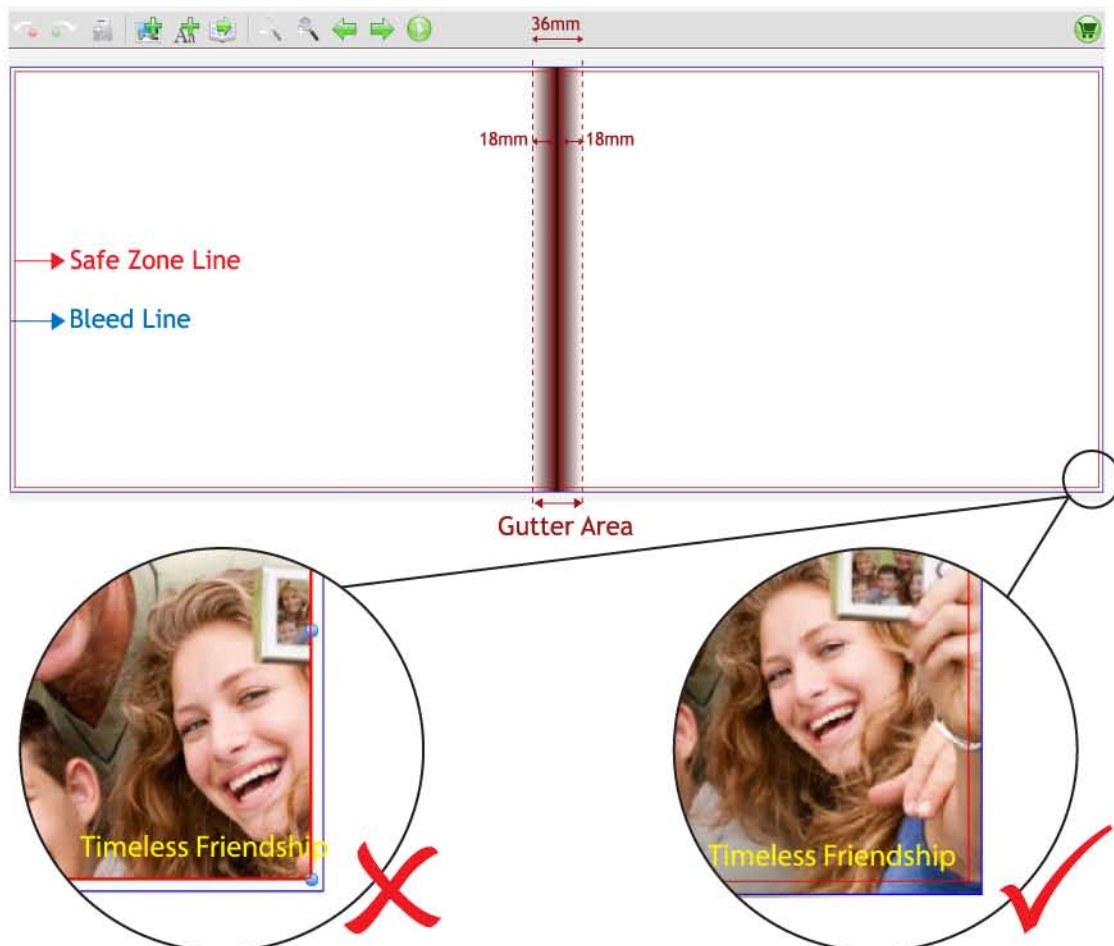 36mm
18mm 18mm
Safe Zone Line
Bleed Line
Gutter Area
Timeless Friendship
Timeless Friendship